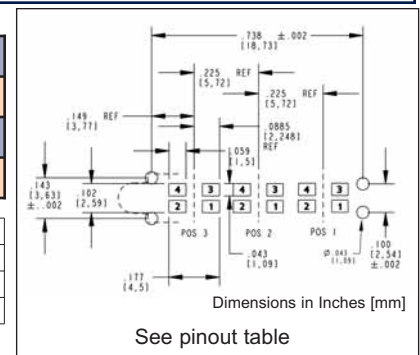 .738 ±.002
[18,73]
.225 REF
[5,72]
.225 REF
[5,72]
.149 REF
[3,77]
.0885
[2,248]
REF
.059
[1,5]
.143
[3,63]
±.002
.102
[2,59]
4 3 4 3 4 3
2 1 2 1 2 1
POS 3 POS 2 POS 1
.043
[1,09]
Ø.043
[1,09]
.100
[2,54]
±.002
.177
[4,5]
Dimensions in Inches [mm]
See pinout table